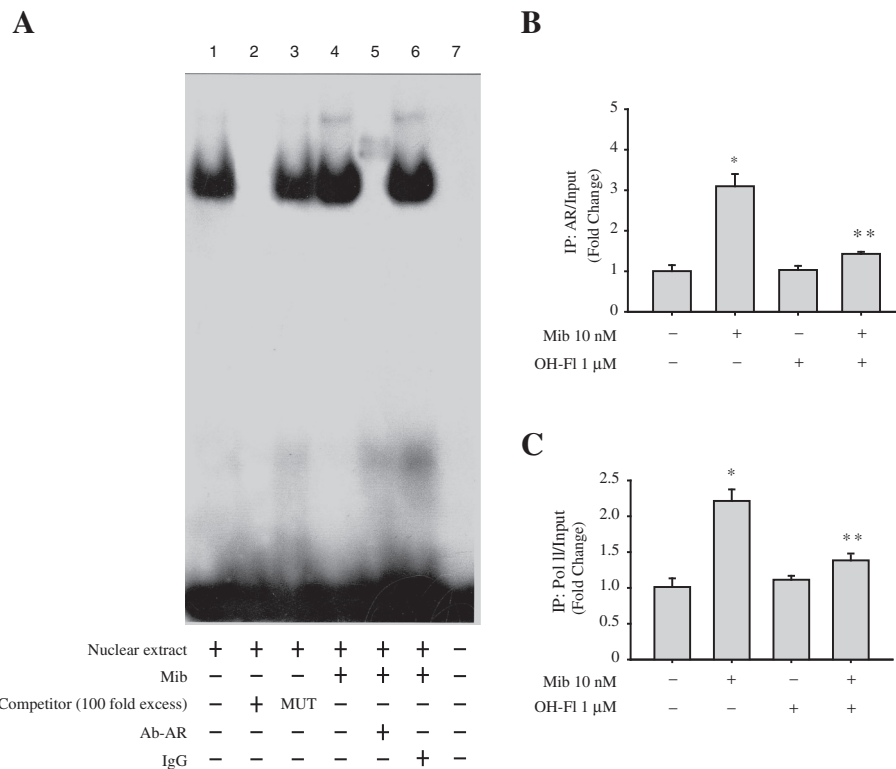 A
1 2 3 4 5 6 7
Nuclear extract + + + + + + −
Mib − − − + + + −
Competitor (100 fold excess) − + MUT − − − −
Ab-AR − − − − + − −
IgG − − − − − + −
B
IP: AR/Input
(Fold Change)
5
4
3
2
1
0
*
**
Mib 10 nM − + − +
OH-Fl 1 μM − − + +
C
IP: Pol II/Input
(Fold Change)
2.5
2.0
1.5
1.0
0.5
0
*
**
Mib 10 nM − + − +
OH-Fl 1 μM − − + +